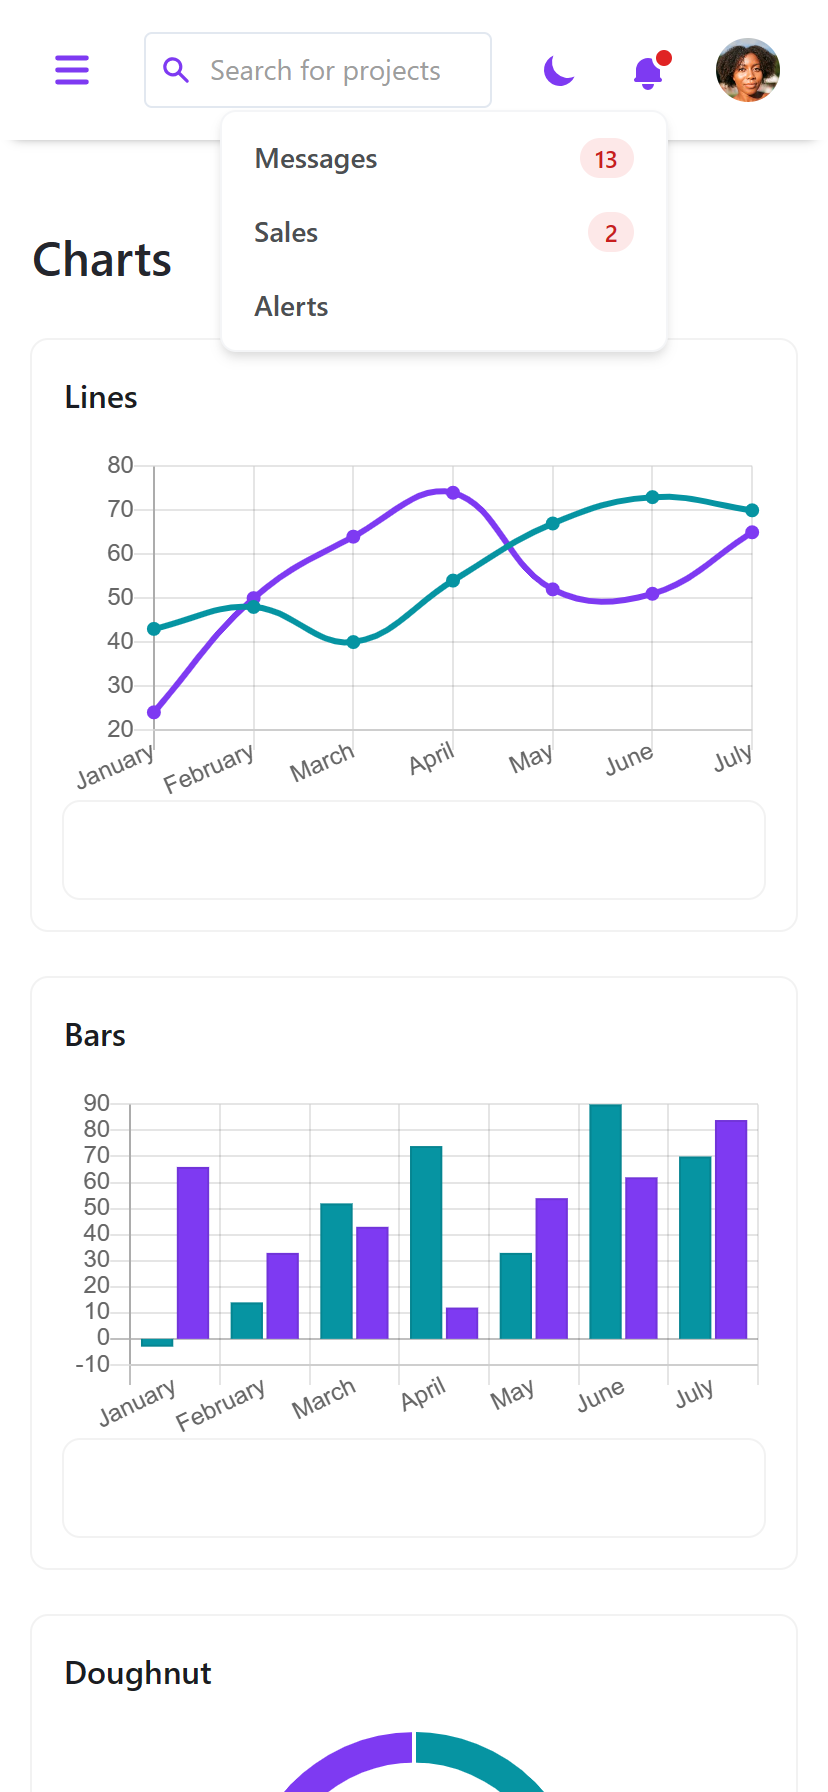 Search for projects
Messages 13
Sales 2
Alerts
Charts
Lines
80
70
60
50
40
30
20
January February March April May June July
Bars
90
80
70
60
50
40
30
20
10
0
-10
January February March April May June July
Doughnut